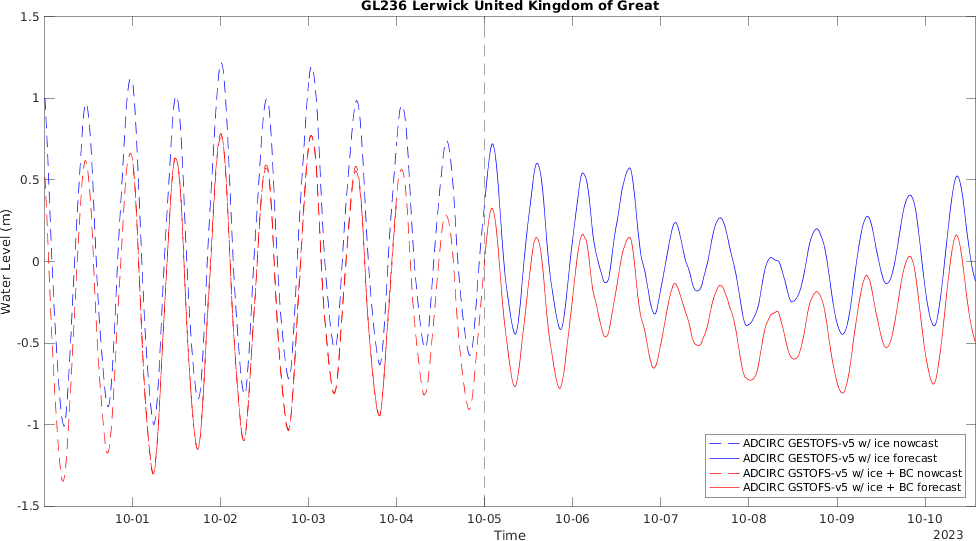 GL236 Lerwick United Kingdom of Great
1.5
1
0.5
0
-0.5
-1
-1.5
Water Level (m)
ADCIRC GESTOFS-v5 w/ ice nowcast
ADCIRC GESTOFS-v5 w/ ice forecast
ADCIRC GSTOFS-v5 w/ ice + BC nowcast
ADCIRC GSTOFS-v5 w/ ice + BC forecast
10-01 10-02 10-03 10-04 10-05 10-06 10-07 10-08 10-09 10-10
Time
2023